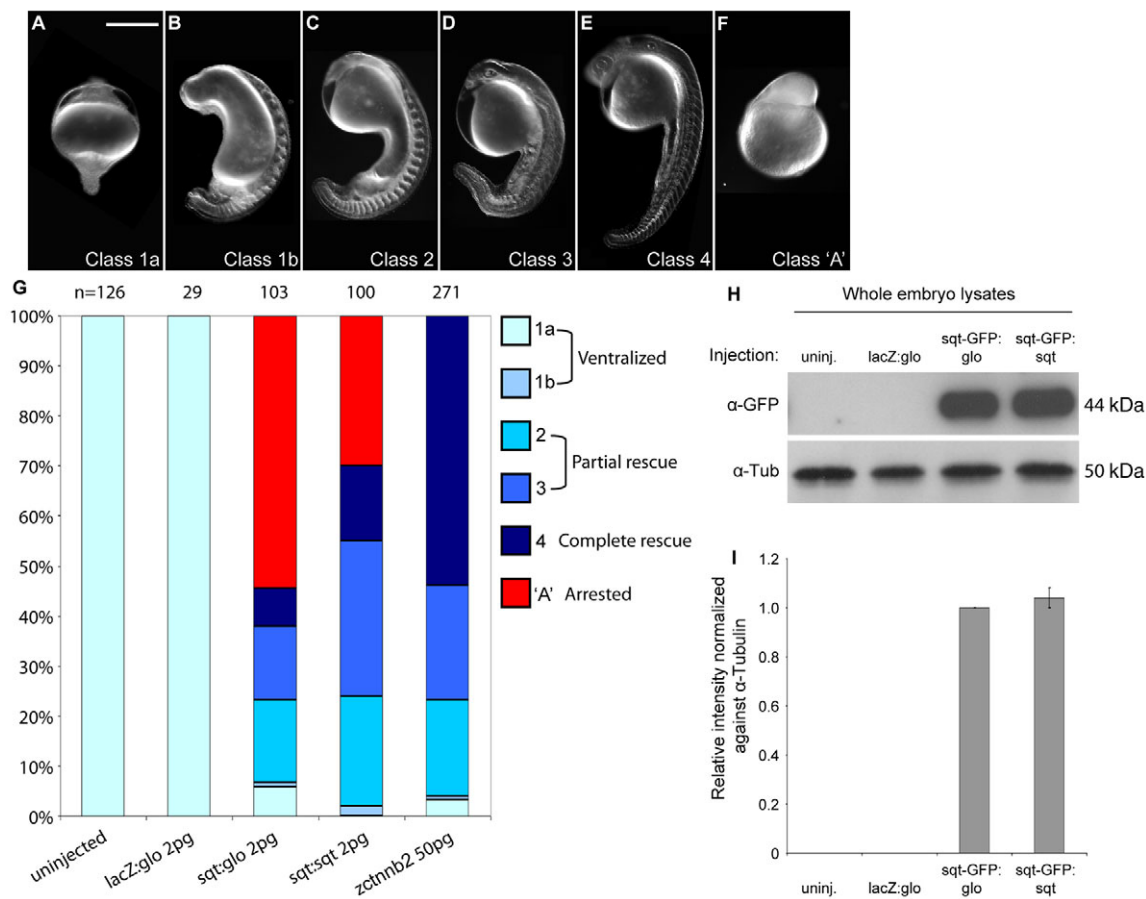 A
B
C
D
E
F
Class 1a
Class 1b
Class 2
Class 3
Class 4
Class ‘A’
G
n=126 29 103 100 271
100%
90%
80%
70%
60%
50%
40%
30%
20%
10%
0%
uninjected
lacZ:glo 2pg
sqt:glo 2pg
sqt:sqt 2pg
zctnnb2 50pg
1a
1b
Ventralized
2
3
Partial rescue
4 Complete rescue
‘A’ Arrested
H
Whole embryo lysates
Injection:
uninj.
lacZ:glo
sqt-GFP:
glo
sqt-GFP:
sqt
α-GFP
44 kDa
α-Tub
50 kDa
I
Relative intensity normalized
against α-Tubulin
1.2
1.0
0.8
0.6
0.4
0.2
0
uninj.
lacZ:glo
sqt-GFP:
glo
sqt-GFP:
sqt